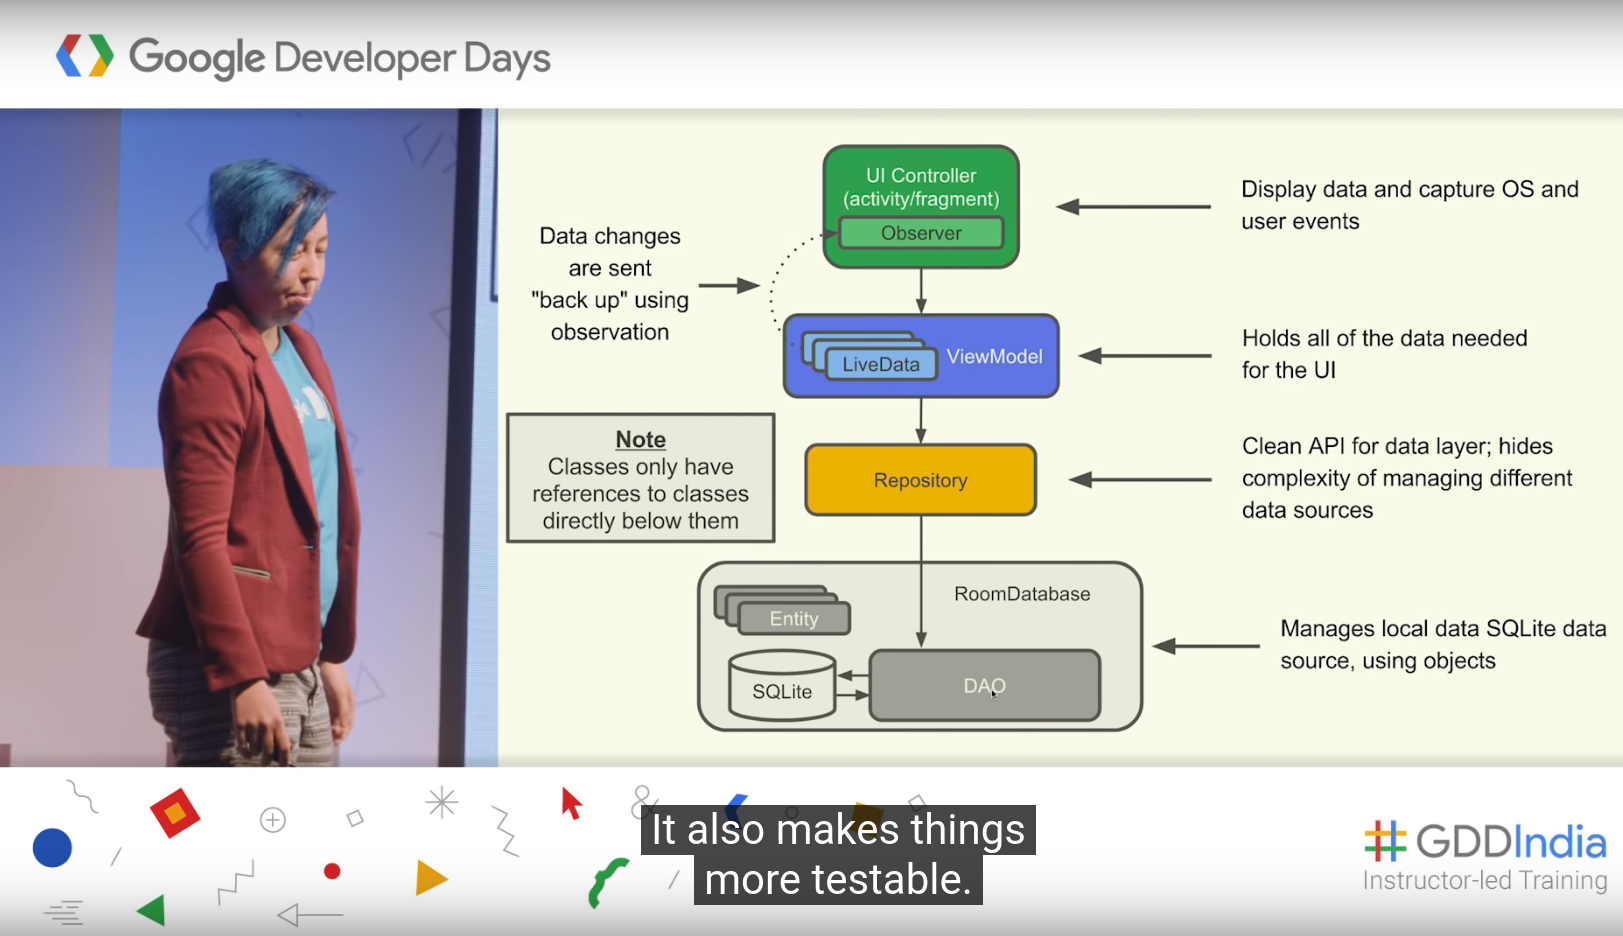 Google Developer Days
UI Controller
(activity/fragment)
Observer
Display data and capture OS and
user events
Data changes
are sent
"back up" using
observation
LiveData
ViewModel
Holds all of the data needed
for the UI
Note
Classes only have
references to classes
directly below them
Repository
Clean API for data layer; hides
complexity of managing different
data sources
RoomDatabase
Entity
SQLite
DAO
Manages local data SQLite data
source, using objects
It also makes things
more testable.
#GDDIndia
Instructor-led Training